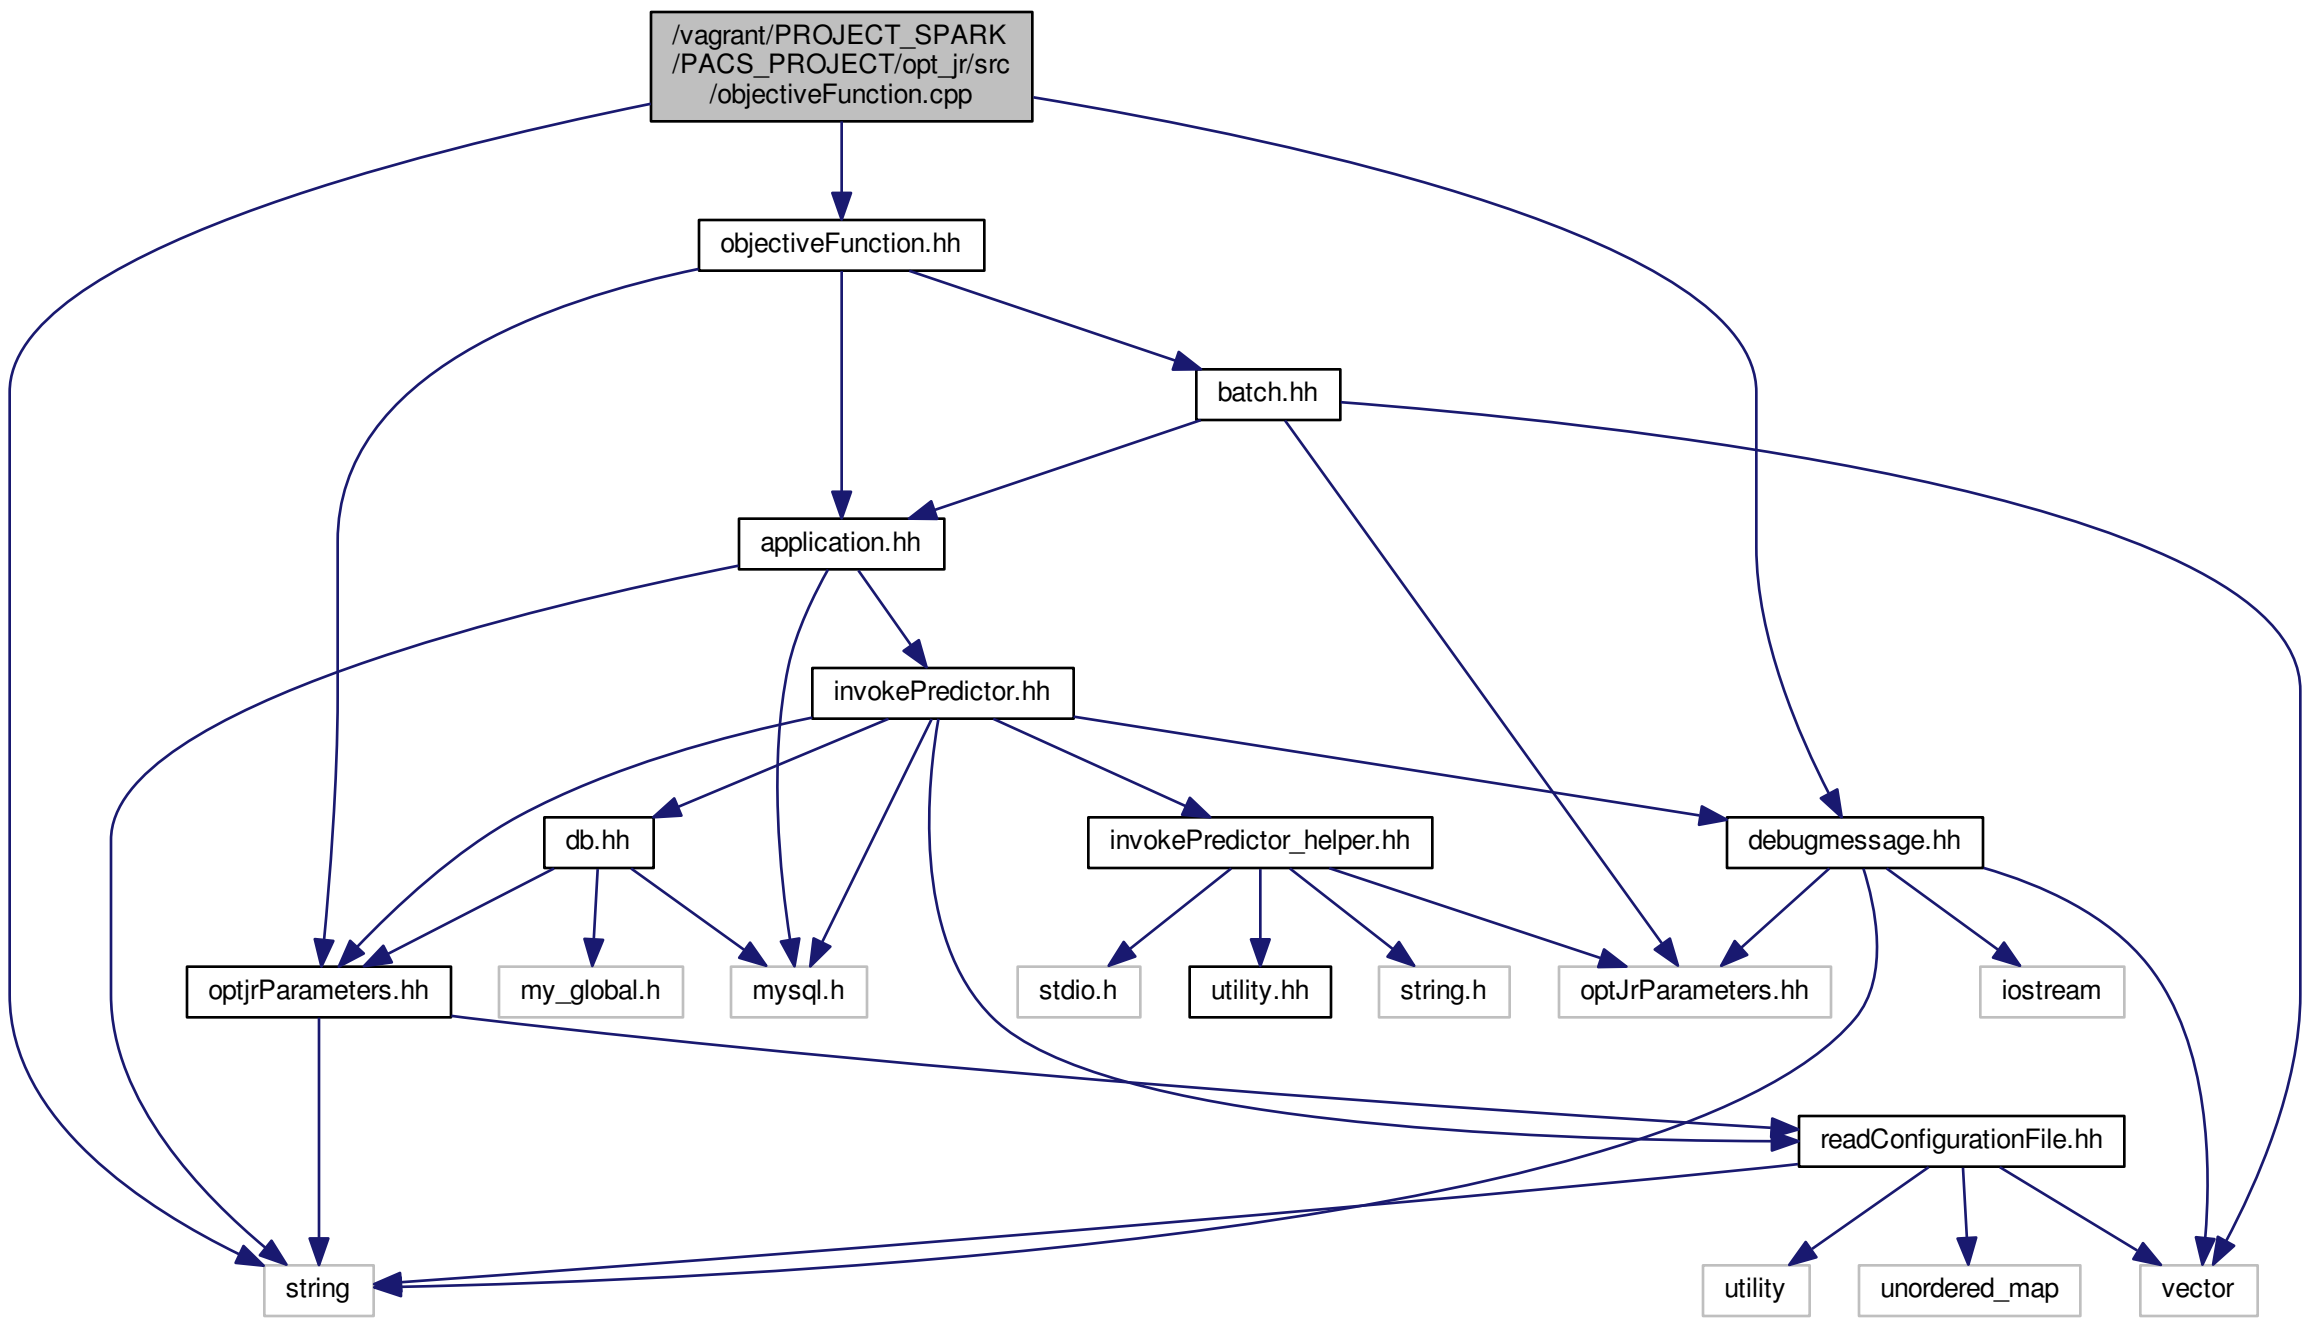 /vagrant/PROJECT_SPARK
/PACS_PROJECT/opt_jr/src
/objectiveFunction.cpp
objectiveFunction.hh
batch.hh
application.hh
invokePredictor.hh
db.hh
invokePredictor_helper.hh
debugmessage.hh
optjrParameters.hh
my_global.h
mysql.h
stdio.h
utility.hh
string.h
optJrParameters.hh
iostream
readConfigurationFile.hh
string
utility
unordered_map
vector